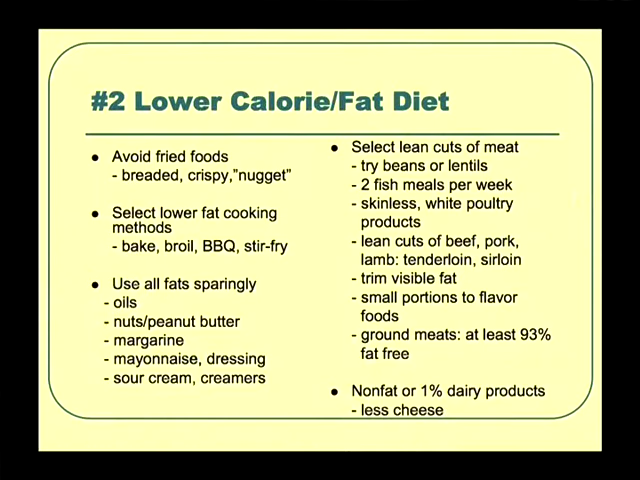 #2 Lower Calorie/Fat Diet
● Avoid fried foods
- breaded, crispy,"nugget"
● Select lower fat cooking
methods
- bake, broil, BBQ, stir-fry
● Use all fats sparingly
- oils
- nuts/peanut butter
- margarine
- mayonnaise, dressing
- sour cream, creamers
● Select lean cuts of meat
- try beans or lentils
- 2 fish meals per week
- skinless, white poultry
products
- lean cuts of beef, pork,
lamb: tenderloin, sirloin
- trim visible fat
- small portions to flavor
foods
- ground meats: at least 93%
fat free
● Nonfat or 1% dairy products
- less cheese